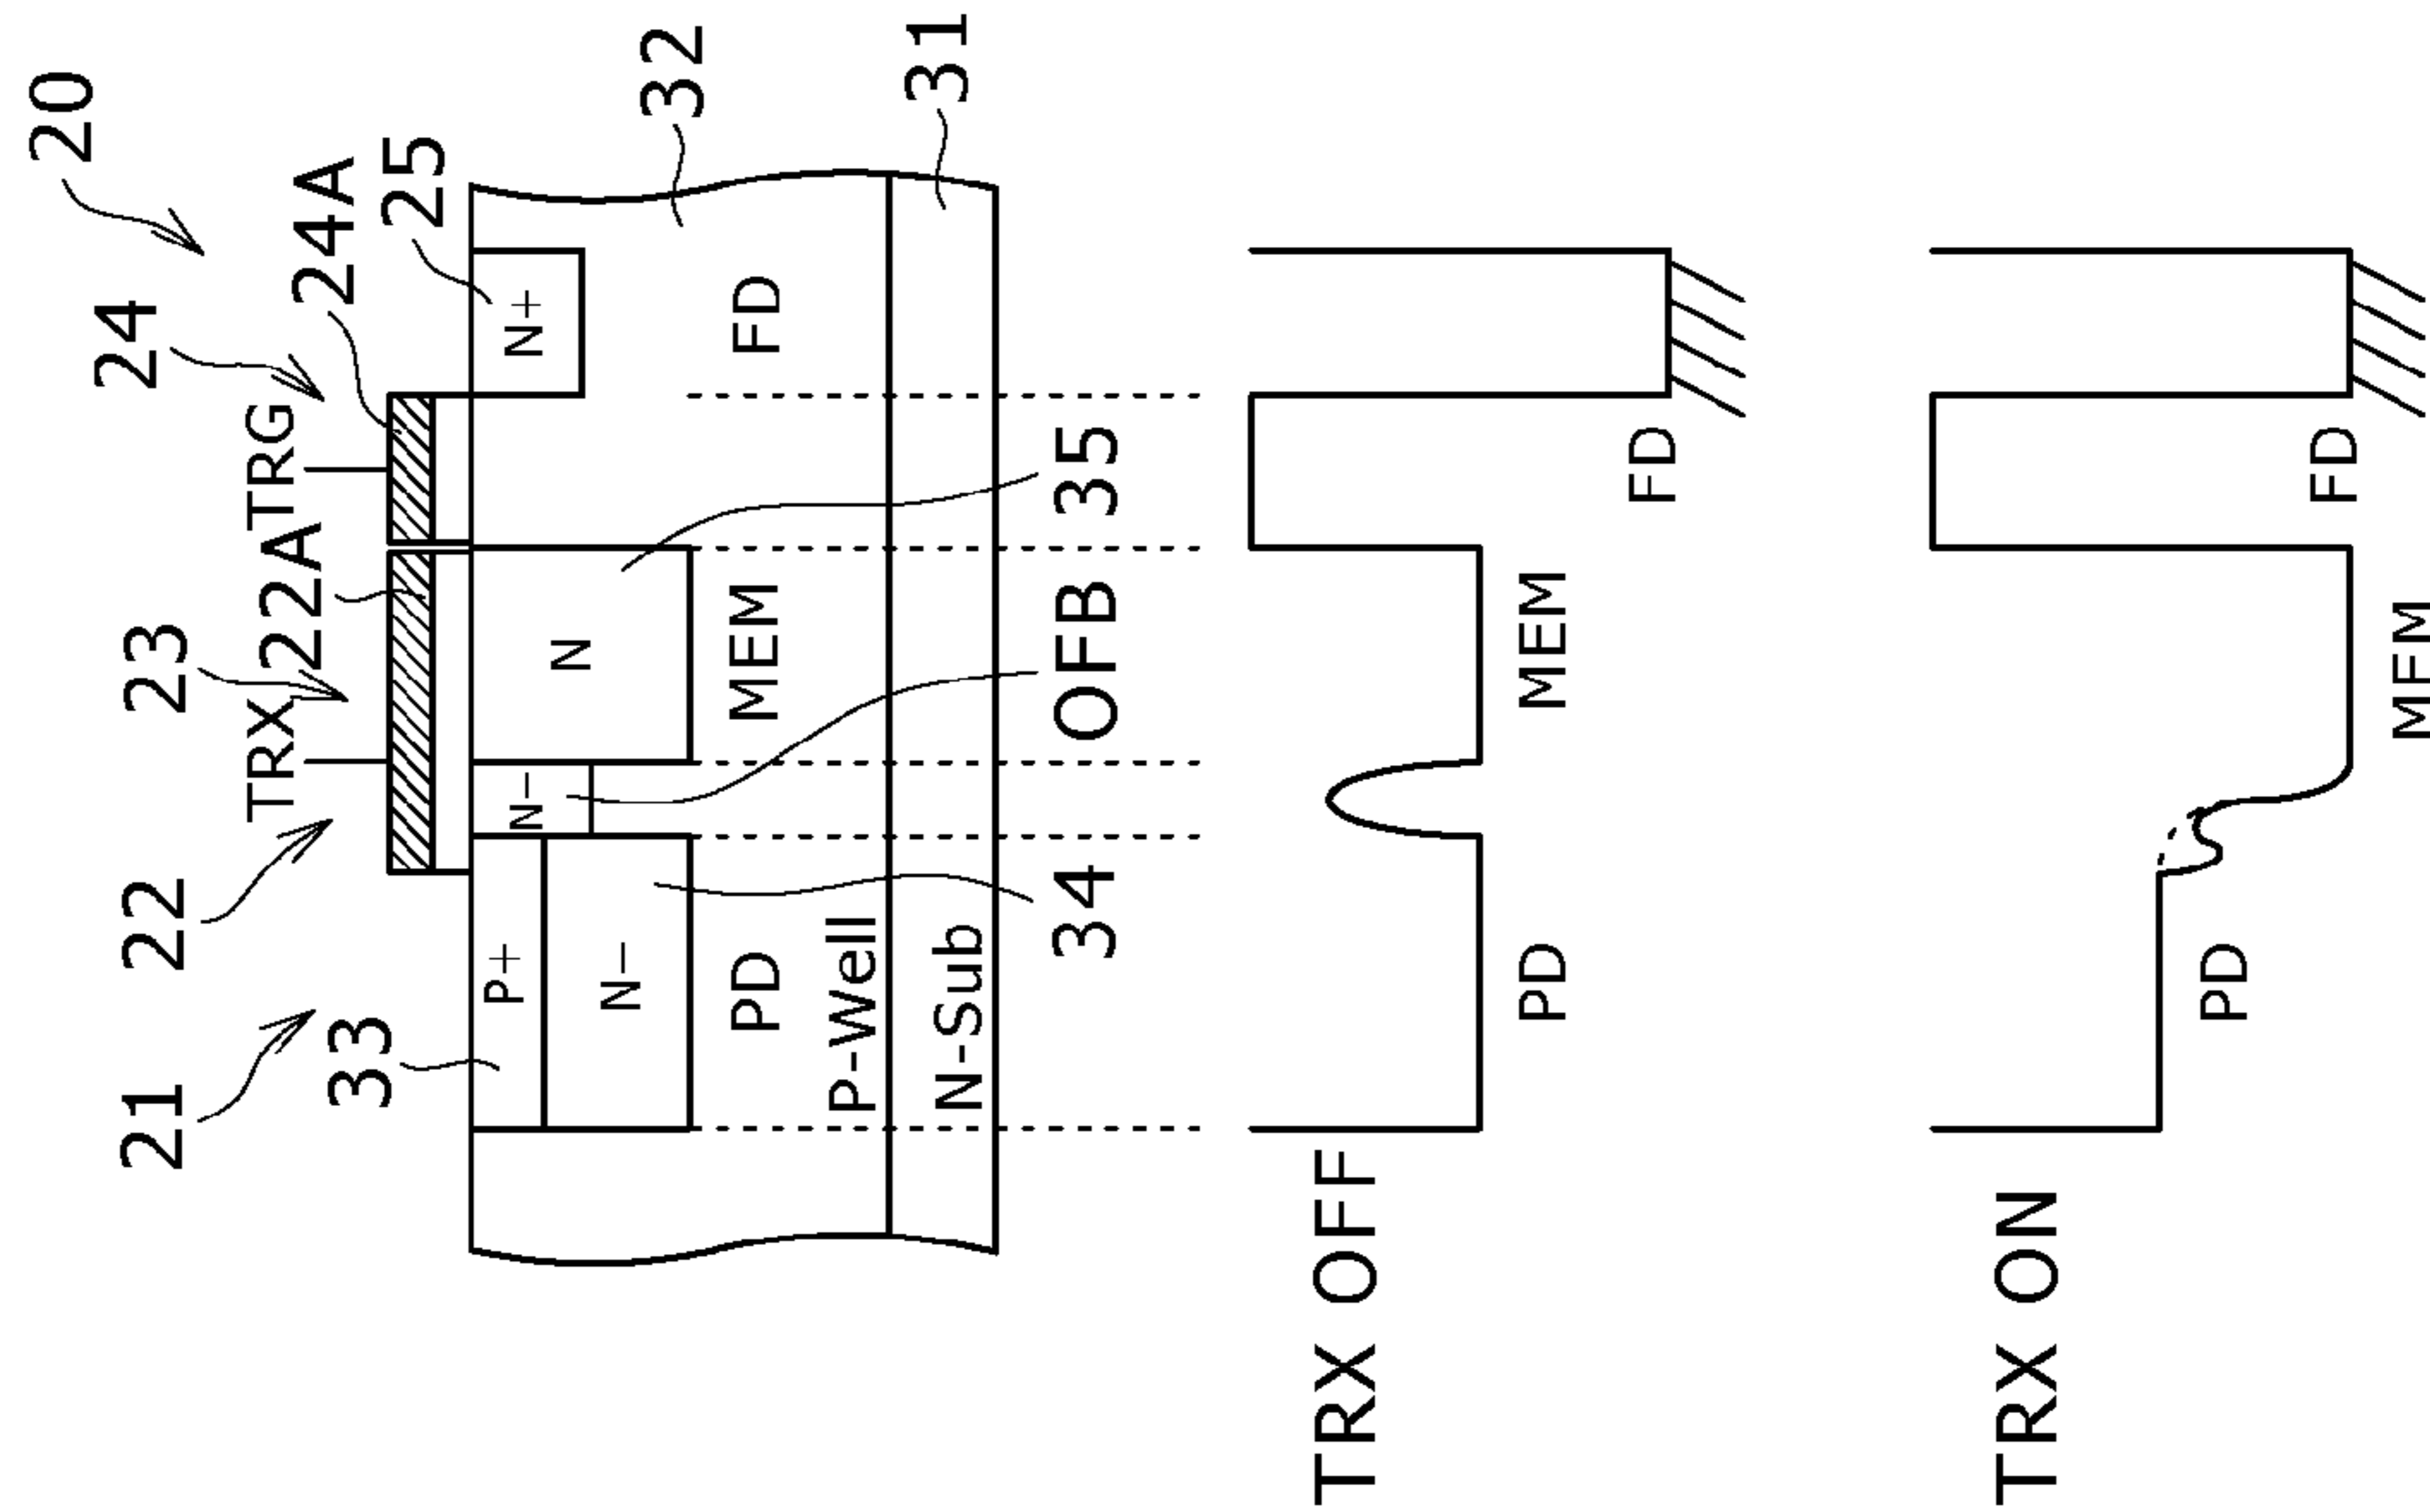 20
24
21 22 23
TRX TRG
22A 24A
33 25
P+ N- N N+
N-
32
PD MEM FD
P-Well
31
N-Sub
34 OFB 35
TRX OFF
PD MEM
FD
TRX ON
PD
FD
MEM